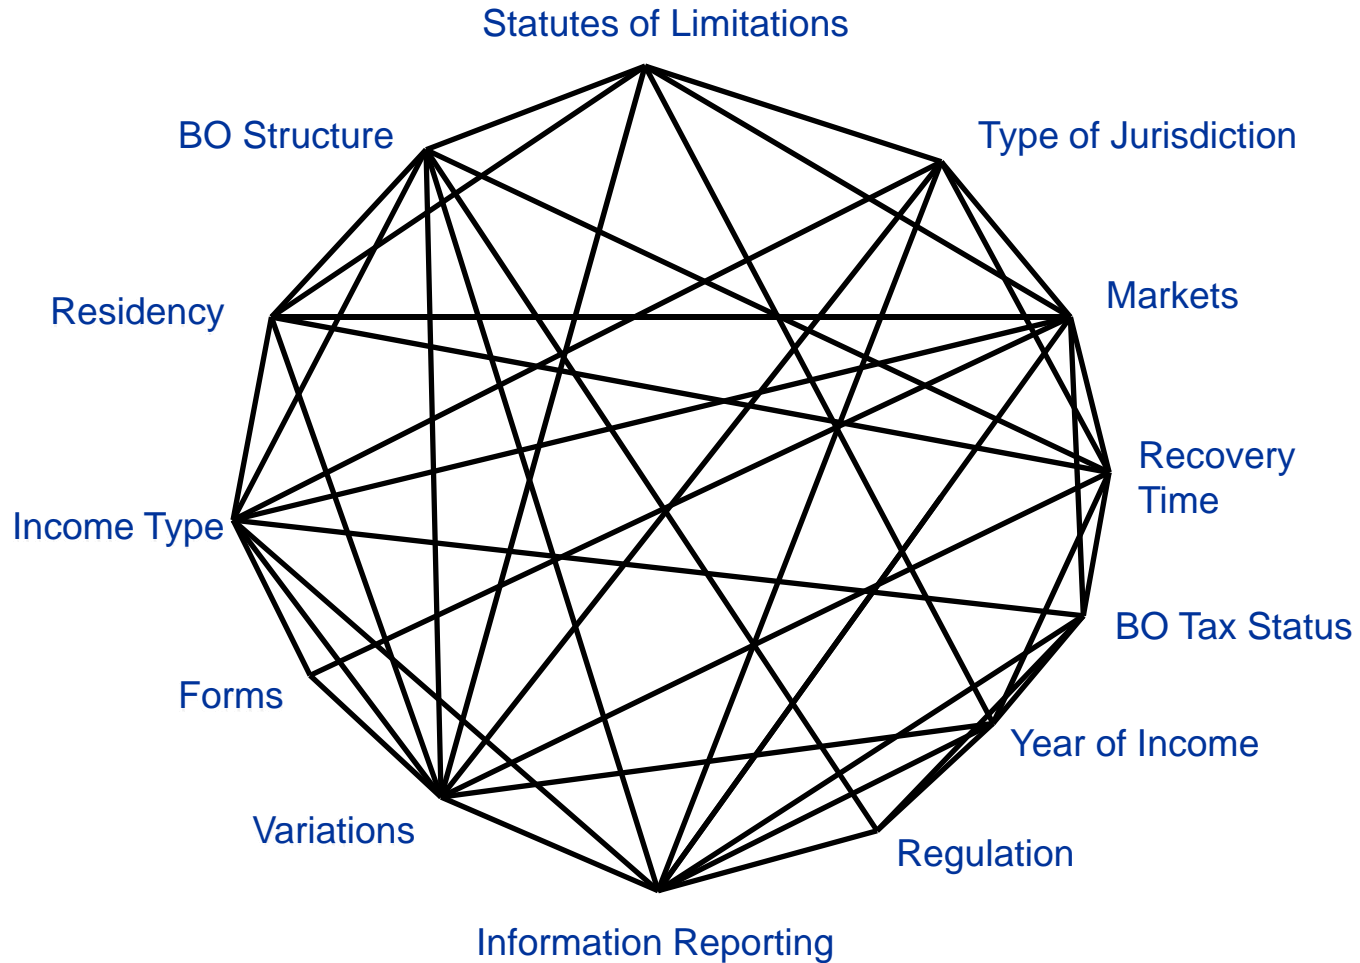 Statutes of Limitations
BO Structure
Type of Jurisdiction
Residency
Markets
Recovery
Time
Income Type
BO Tax Status
Forms
Year of Income
Variations
Regulation
Information Reporting